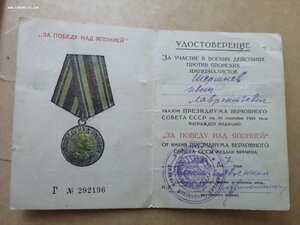 „ЗА ПОБЕДУ НАД ЯПОНИЕЙ"
Г № 292196
УДОСТОВЕРЕНИЕ
ЗА УЧАСТИЕ В БОЕВЫХ ДЕЙСТВИЯХ
ПРОТИВ ЯПОНСКИХ
ИМПЕРИАЛИСТОВ
Иван
Лаврентьевич
УКАЗОМ ПРЕЗИДИУМА ВЕРХОВНОГО
СОВЕТА СССР от 30 сентября 1945 года
НАГРАЖДЕН МЕДАЛЬЮ
„ЗА ПОБЕДУ НАД ЯПОНИЕЙ"
ОТ ИМЕНИ ПРЕЗИДИУМА ВЕРХОВНОГО
СОВЕТА СССР МЕДАЛЬ ВРУЧЕНА